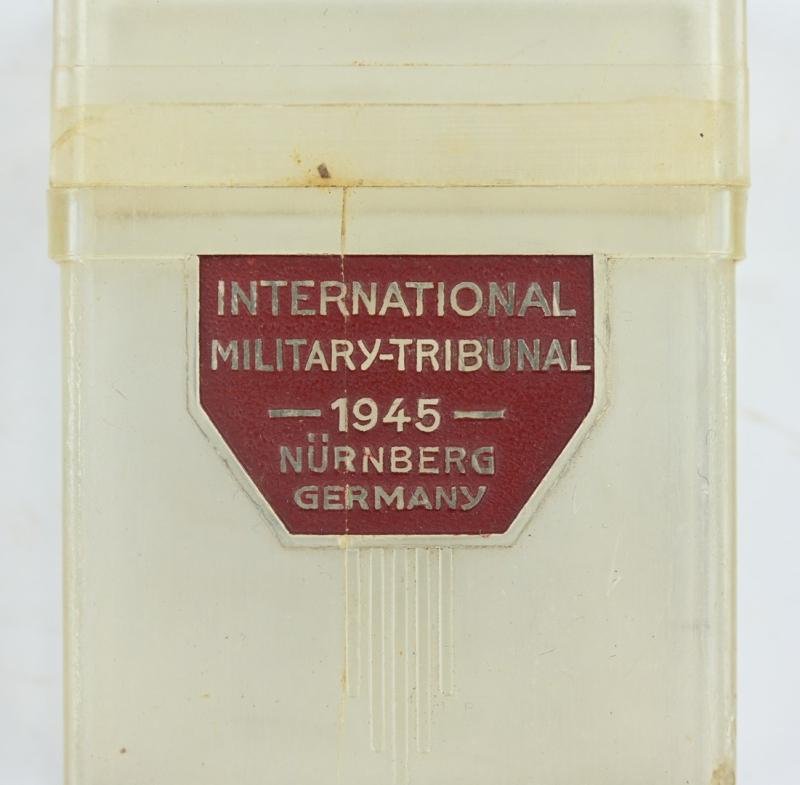 INTERNATIONAL
MILITARY-TRIBUNAL
— 1945 —
NÜRNBERG
GERMANY